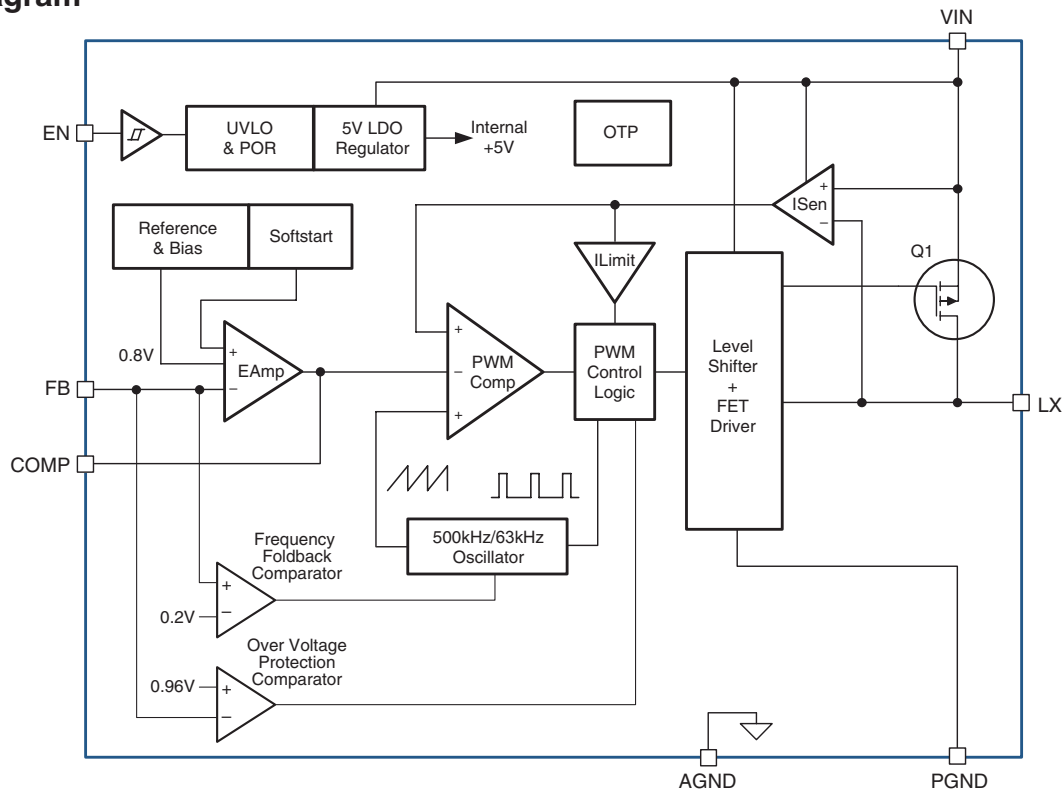 agram
VIN
EN
UVLO
& POR
5V LDO
Regulator
Internal
+5V
OTP
+
ISen
–
Reference
& Bias
Softstart
ILimit
Q1
+
0.8V
EAmp
–
FB
+
–
PWM
Comp
+
PWM
Control
Logic
Level
Shifter
+
FET
Driver
LX
COMP
500kHz/63kHz
Oscillator
Frequency
Foldback
Comparator
+
0.2V
–
Over Voltage
Protection
Comparator
0.96V
+
–
AGND
PGND